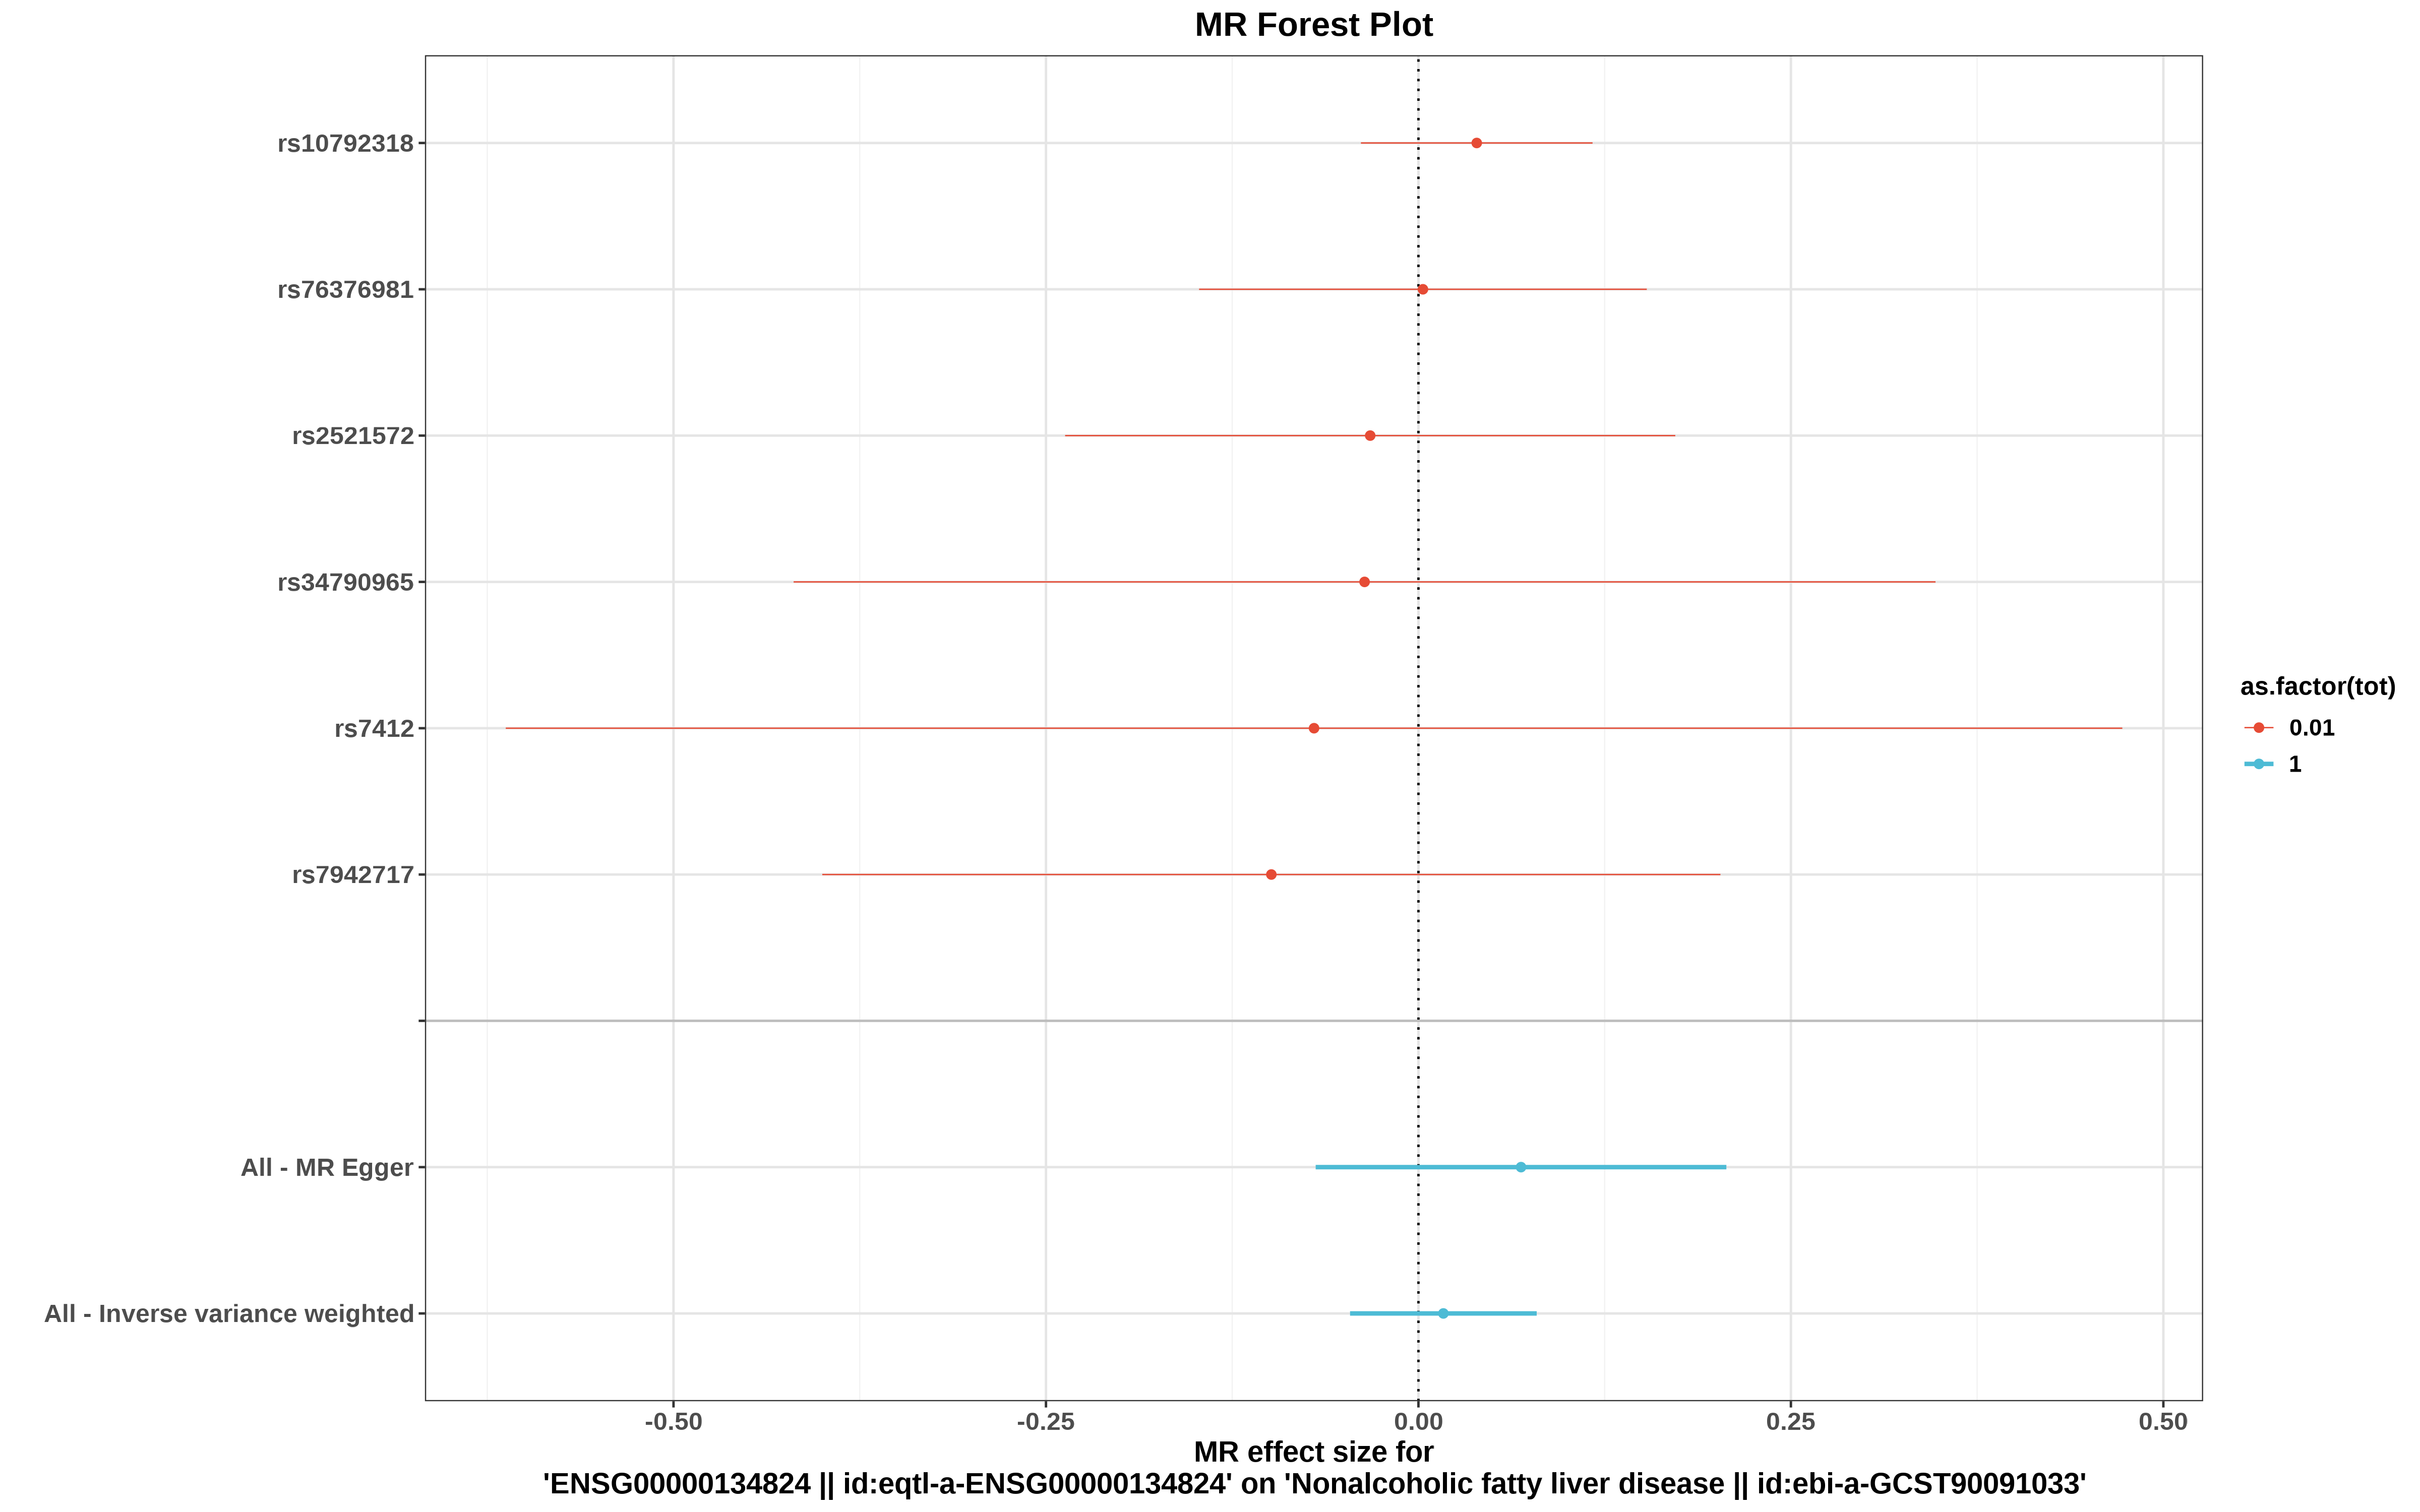 MR Forest Plot
rs10792318
rs76376981
rs2521572
rs34790965
rs7412
rs7942717
All - MR Egger
All - Inverse variance weighted
as.factor(tot)
0.01
1
-0.50 -0.25 0.00 0.25 0.50
MR effect size for
'ENSG00000134824 || id:eqtl-a-ENSG00000134824' on 'Nonalcoholic fatty liver disease || id:ebi-a-GCST90091033'